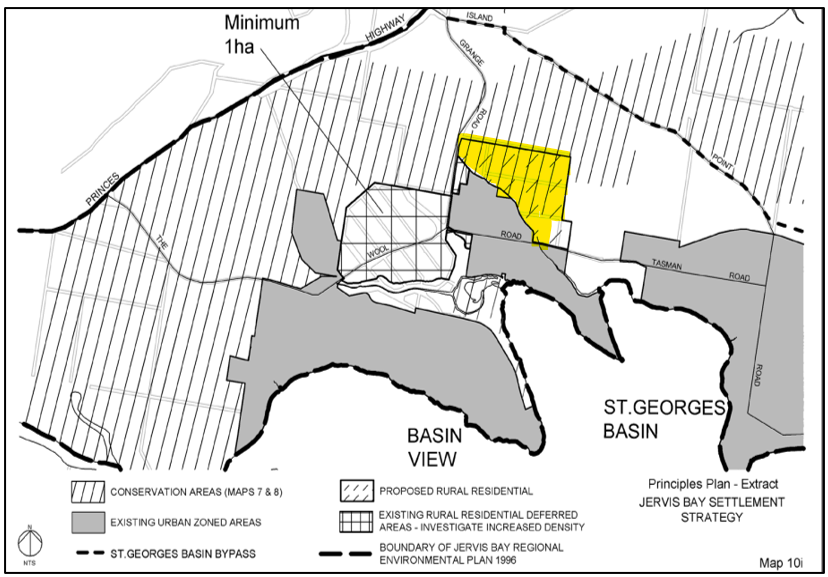 Minimum
1ha
HIGHWAY
ISLAND
GRANGE
ROAD
POINT
PRINCES
THE
WOOL
ROAD
TASMAN
ROAD
ROAD
BASIN
VIEW
ST.GEORGES
BASIN
CONSERVATION AREAS (MAPS 7 & 8)
EXISTING URBAN ZONED AREAS
ST.GEORGES BASIN BYPASS
PROPOSED RURAL RESIDENTIAL
EXISTING RURAL RESIDENTIAL DEFERRED
AREAS - INVESTIGATE INCREASED DENSITY
BOUNDARY OF JERVIS BAY REGIONAL
ENVIRONMENTAL PLAN 1996
Principles Plan - Extract
JERVIS BAY SETTLEMENT
STRATEGY
N
NTS
Map 10i